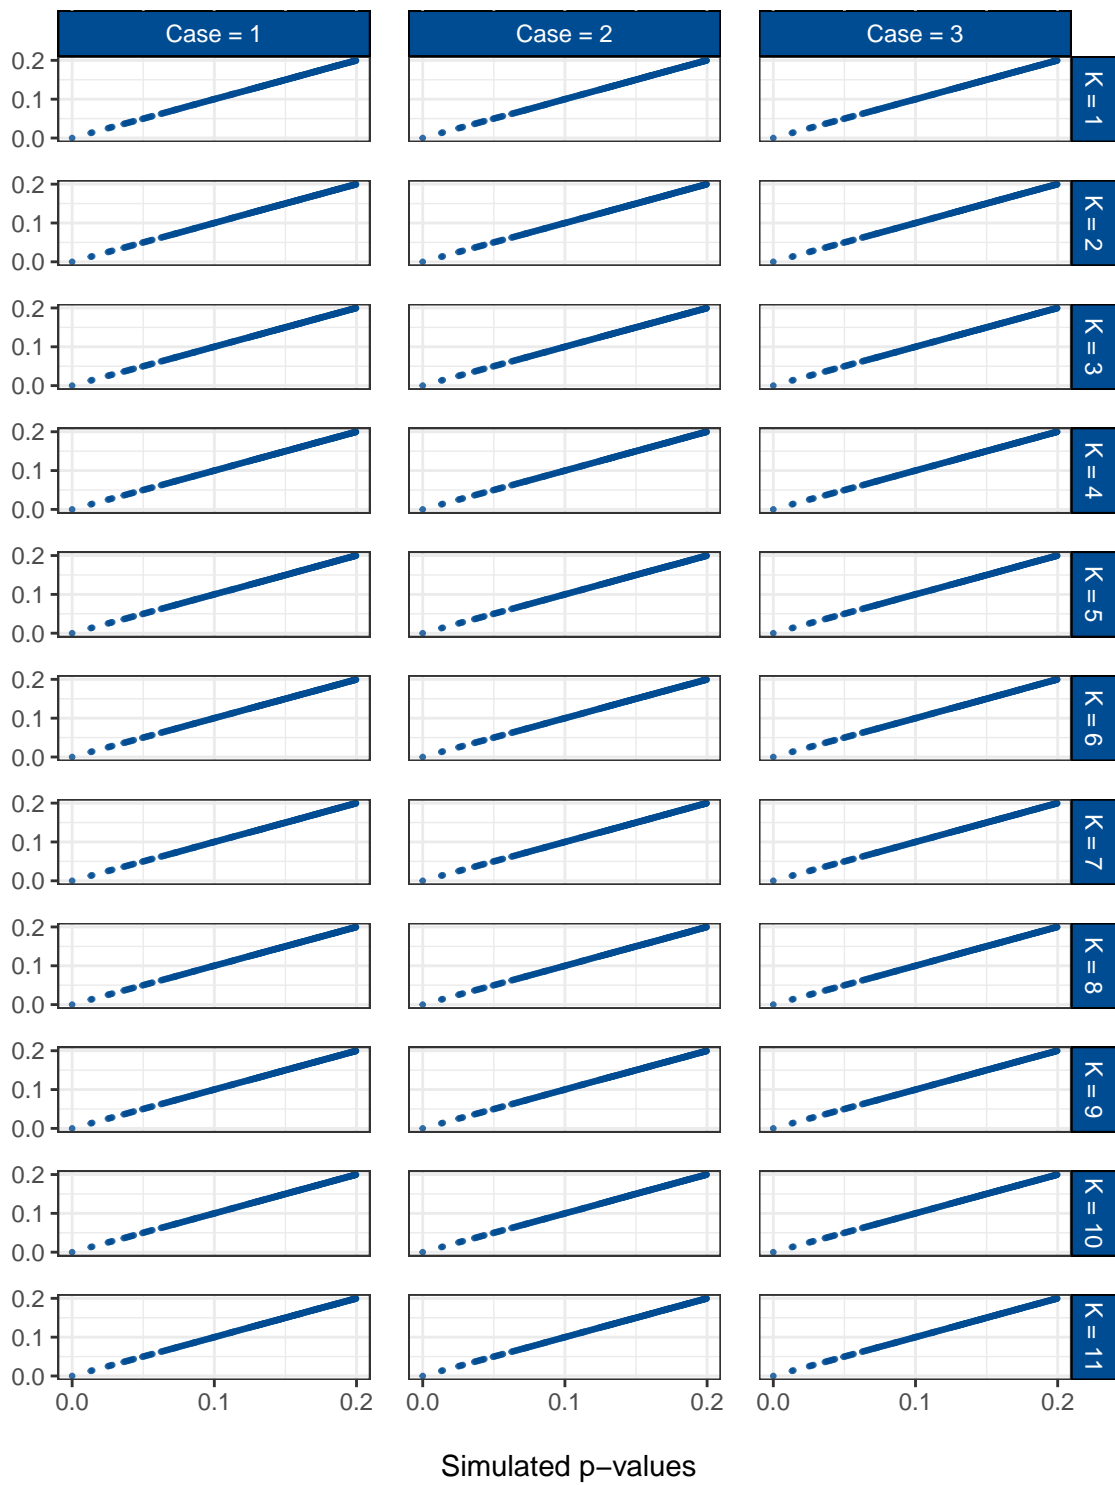 Case = 1 Case = 2 Case = 3
0.2
0.1
0.0
K = 1
0.2
0.1
0.0
K = 2
0.2
0.1
0.0
K = 3
0.2
0.1
0.0
K = 4
0.2
0.1
0.0
K = 5
0.2
0.1
0.0
K = 6
0.2
0.1
0.0
K = 7
0.2
0.1
0.0
K = 8
0.2
0.1
0.0
K = 9
0.2
0.1
0.0
K = 10
0.2
0.1
0.0
K = 11
0.0 0.1 0.2 0.0 0.1 0.2 0.0 0.1 0.2
Simulated p−values